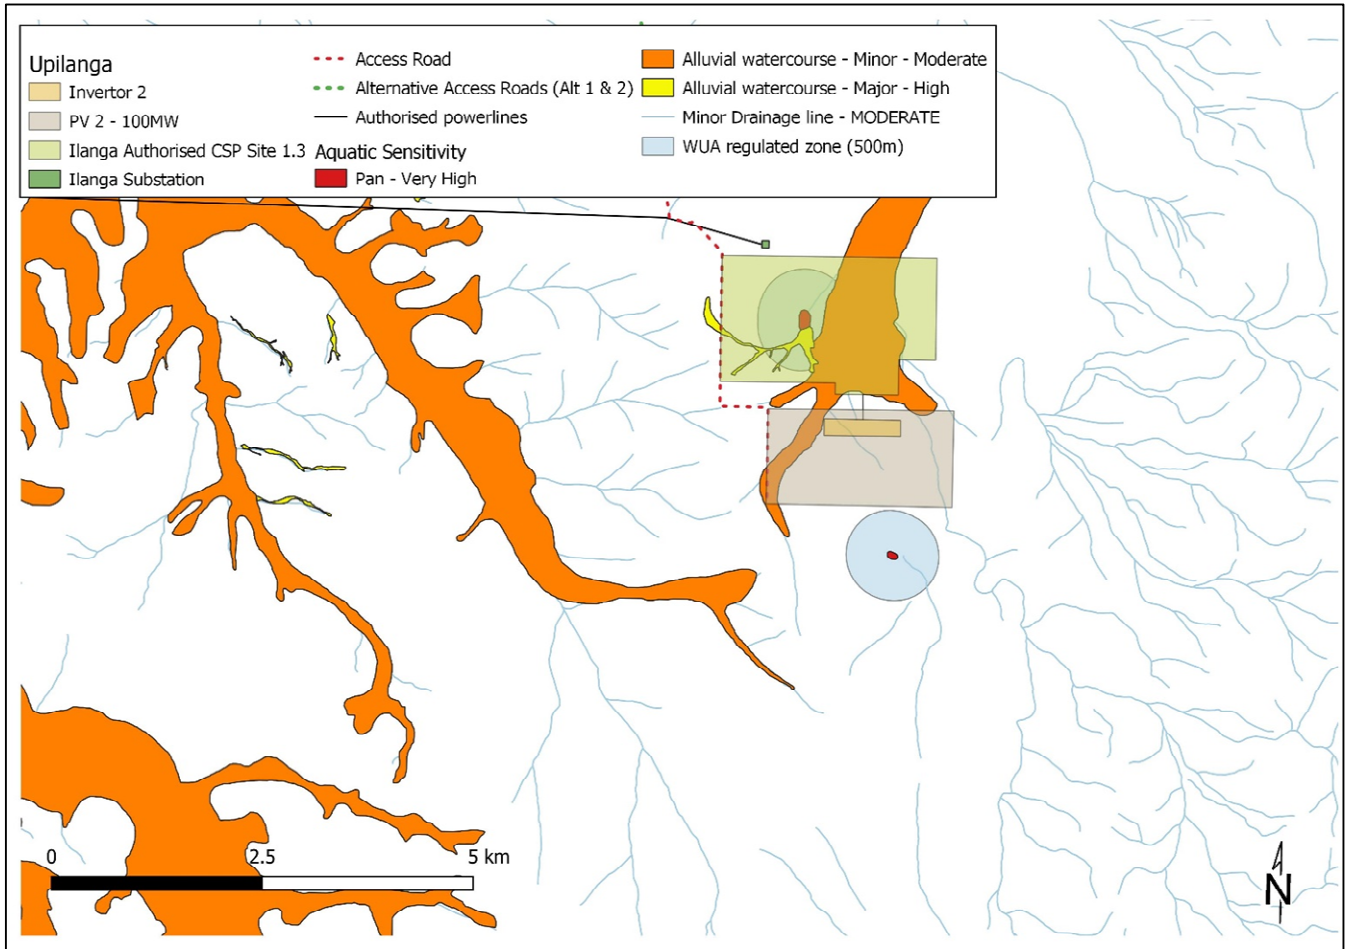 Upilanga
Invertor 2
PV 2 - 100MW
Ilanga Authorised CSP Site 1.3
Ilanga Substation
Access Road
Alternative Access Roads (Alt 1 & 2)
Authorised powerlines
Aquatic Sensitivity
Pan - Very High
Alluvial watercourse - Minor - Moderate
Alluvial watercourse - Major - High
Minor Drainage line - MODERATE
WUA regulated zone (500m)
0 2.5 5 km
N